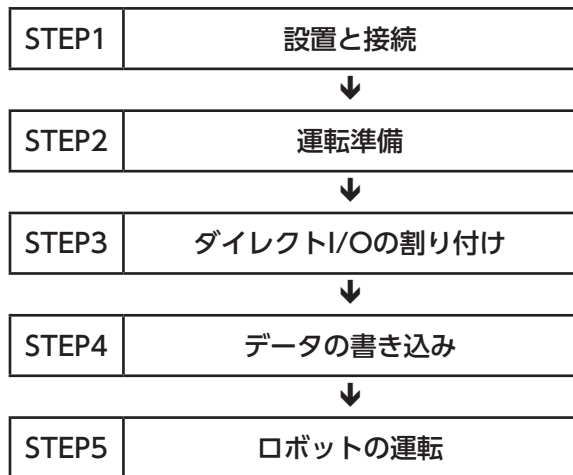 STEP1 設置と接続
STEP2 運転準備
STEP3 ダイレクトI/Oの割り付け
STEP4 データの書き込み
STEP5 ロボットの運転